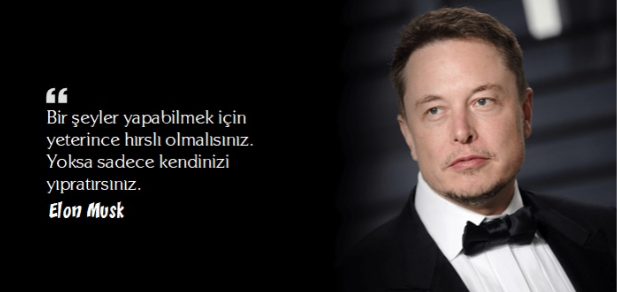 “
Bir şeyler yapabilmek için
yeterince hırslı olmalısınız.
Yoksa sadece kendinizi
yıpratırsınız.
Elon Musk